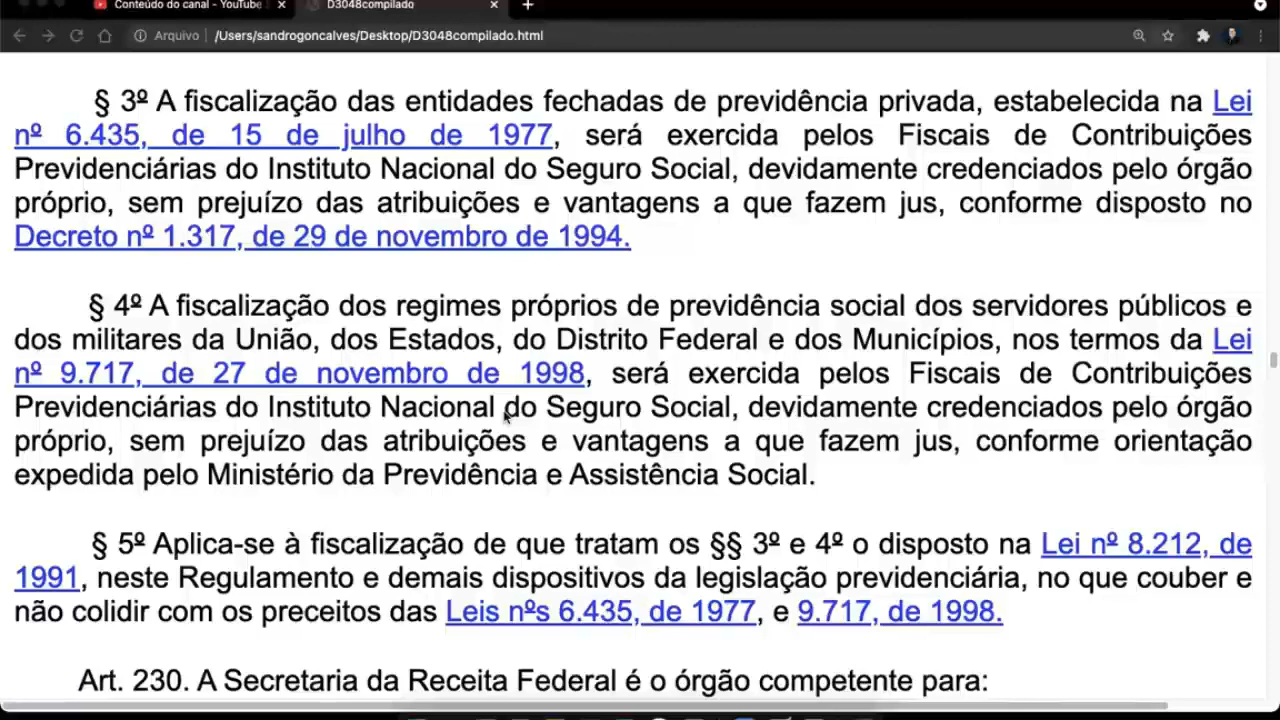 Conteúdo do canal - YouTube
D3048compilado
Arquivo /Users/sandrogoncalves/Desktop/D3048compilado.html
§ 3º A fiscalização das entidades fechadas de previdência privada, estabelecida na Lei
nº 6.435, de 15 de julho de 1977, será exercida pelos Fiscais de Contribuições
Previdenciárias do Instituto Nacional do Seguro Social, devidamente credenciados pelo órgão
próprio, sem prejuízo das atribuições e vantagens a que fazem jus, conforme disposto no
Decreto nº 1.317, de 29 de novembro de 1994.
§ 4º A fiscalização dos regimes próprios de previdência social dos servidores públicos e
dos militares da União, dos Estados, do Distrito Federal e dos Municípios, nos termos da Lei
nº 9.717, de 27 de novembro de 1998, será exercida pelos Fiscais de Contribuições
Previdenciárias do Instituto Nacional do Seguro Social, devidamente credenciados pelo órgão
próprio, sem prejuízo das atribuições e vantagens a que fazem jus, conforme orientação
expedida pelo Ministério da Previdência e Assistência Social.
§ 5º Aplica-se à fiscalização de que tratam os §§ 3º e 4º o disposto na Lei nº 8.212, de
1991, neste Regulamento e demais dispositivos da legislação previdenciária, no que couber e
não colidir com os preceitos das Leis nºs 6.435, de 1977, e 9.717, de 1998.
Art. 230. A Secretaria da Receita Federal é o órgão competente para: